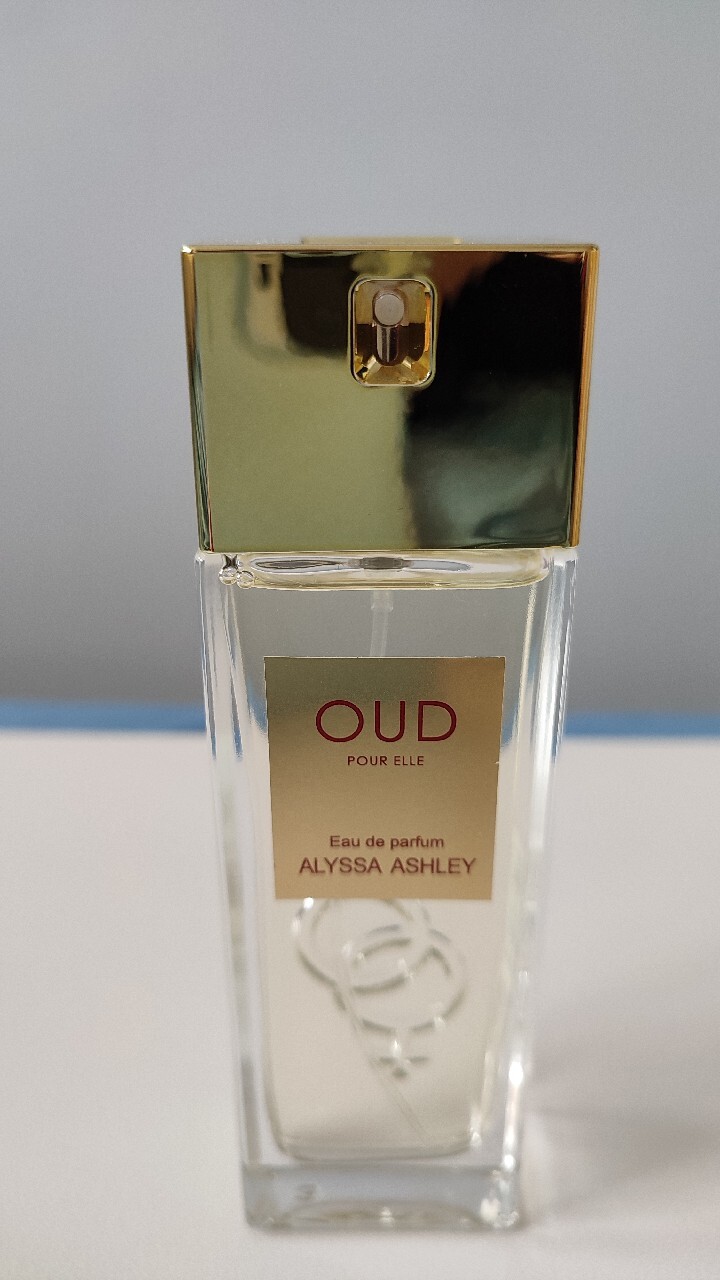 OUD
POUR ELLE
Eau de parfum
ALYSSA ASHLEY